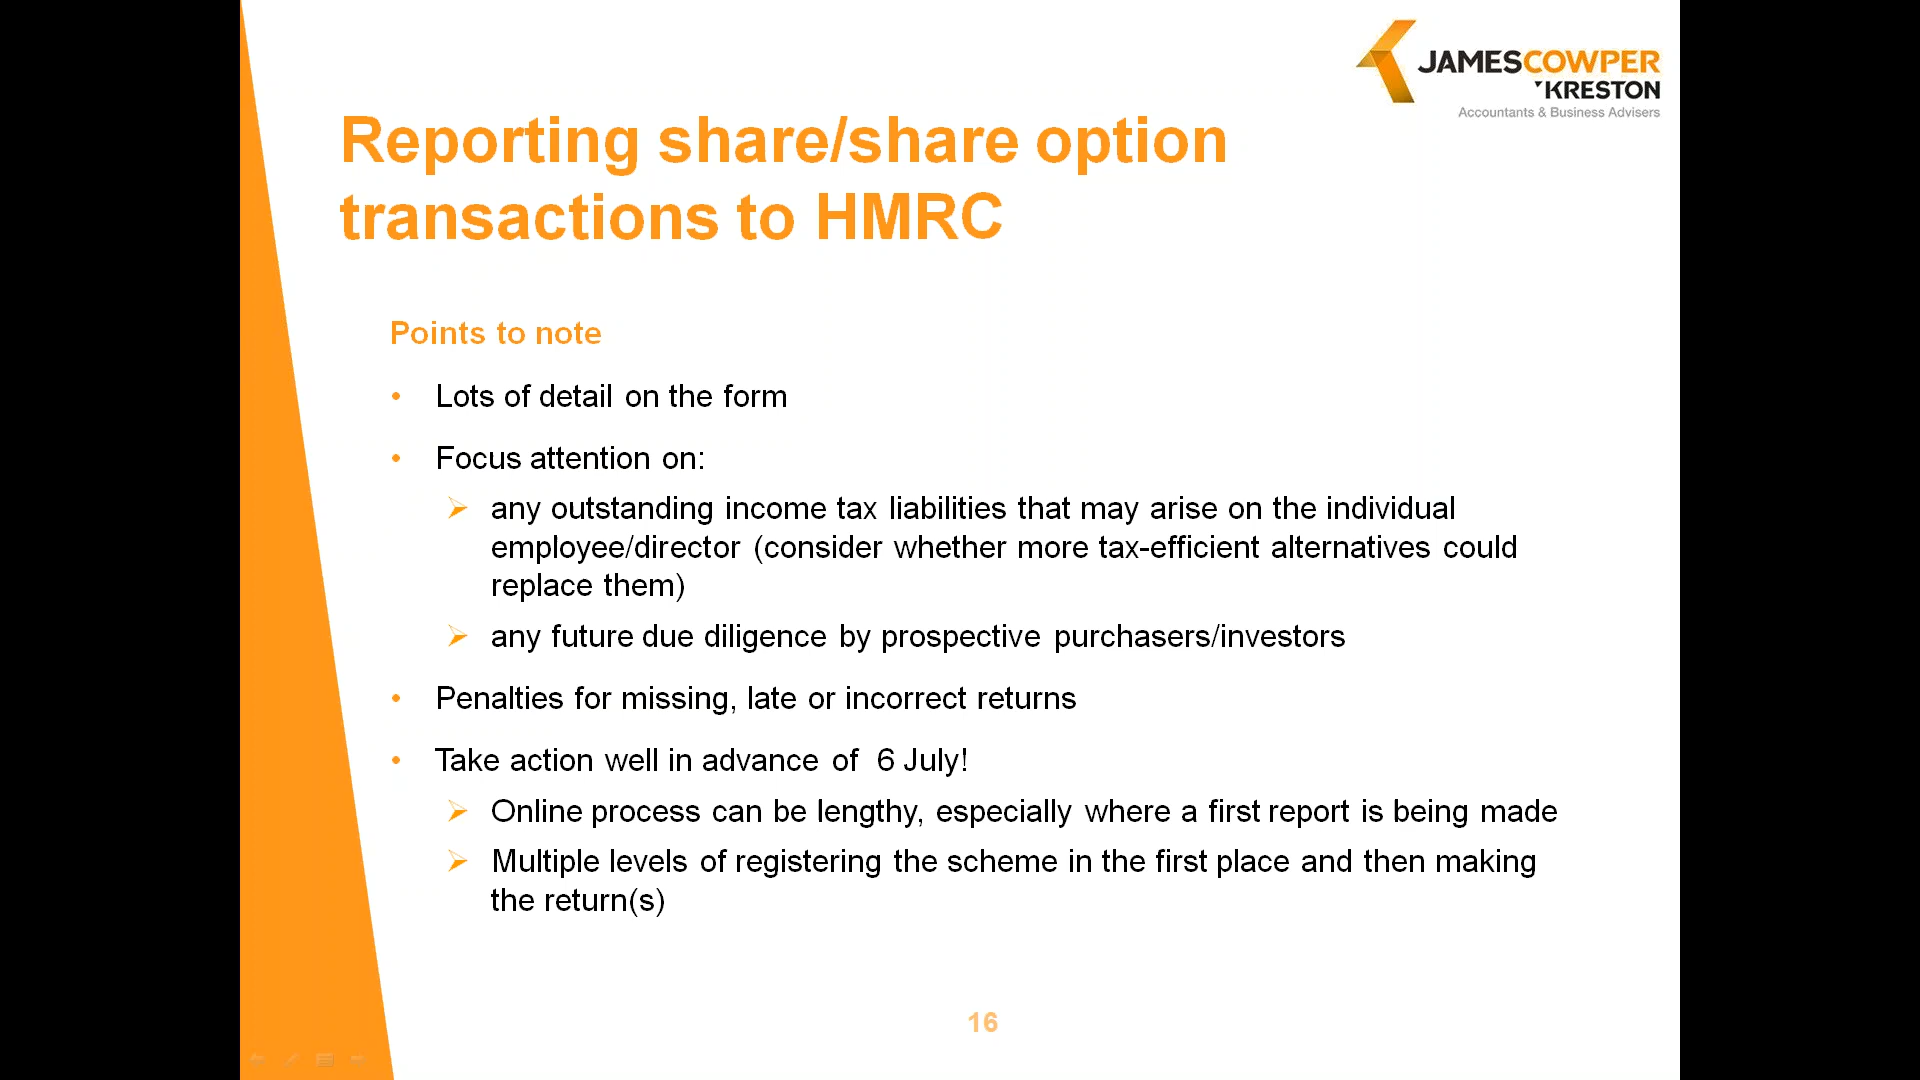 JAMESCOWPER
KRESTON
Accountants & Business Advisers
Reporting share/share option
transactions to HMRC
Points to note
• Lots of detail on the form
• Focus attention on:
➢ any outstanding income tax liabilities that may arise on the individual
employee/director (consider whether more tax-efficient alternatives could
replace them)
➢ any future due diligence by prospective purchasers/investors
• Penalties for missing, late or incorrect returns
• Take action well in advance of  6 July!
➢ Online process can be lengthy, especially where a first report is being made
➢ Multiple levels of registering the scheme in the first place and then making
the return(s)
16